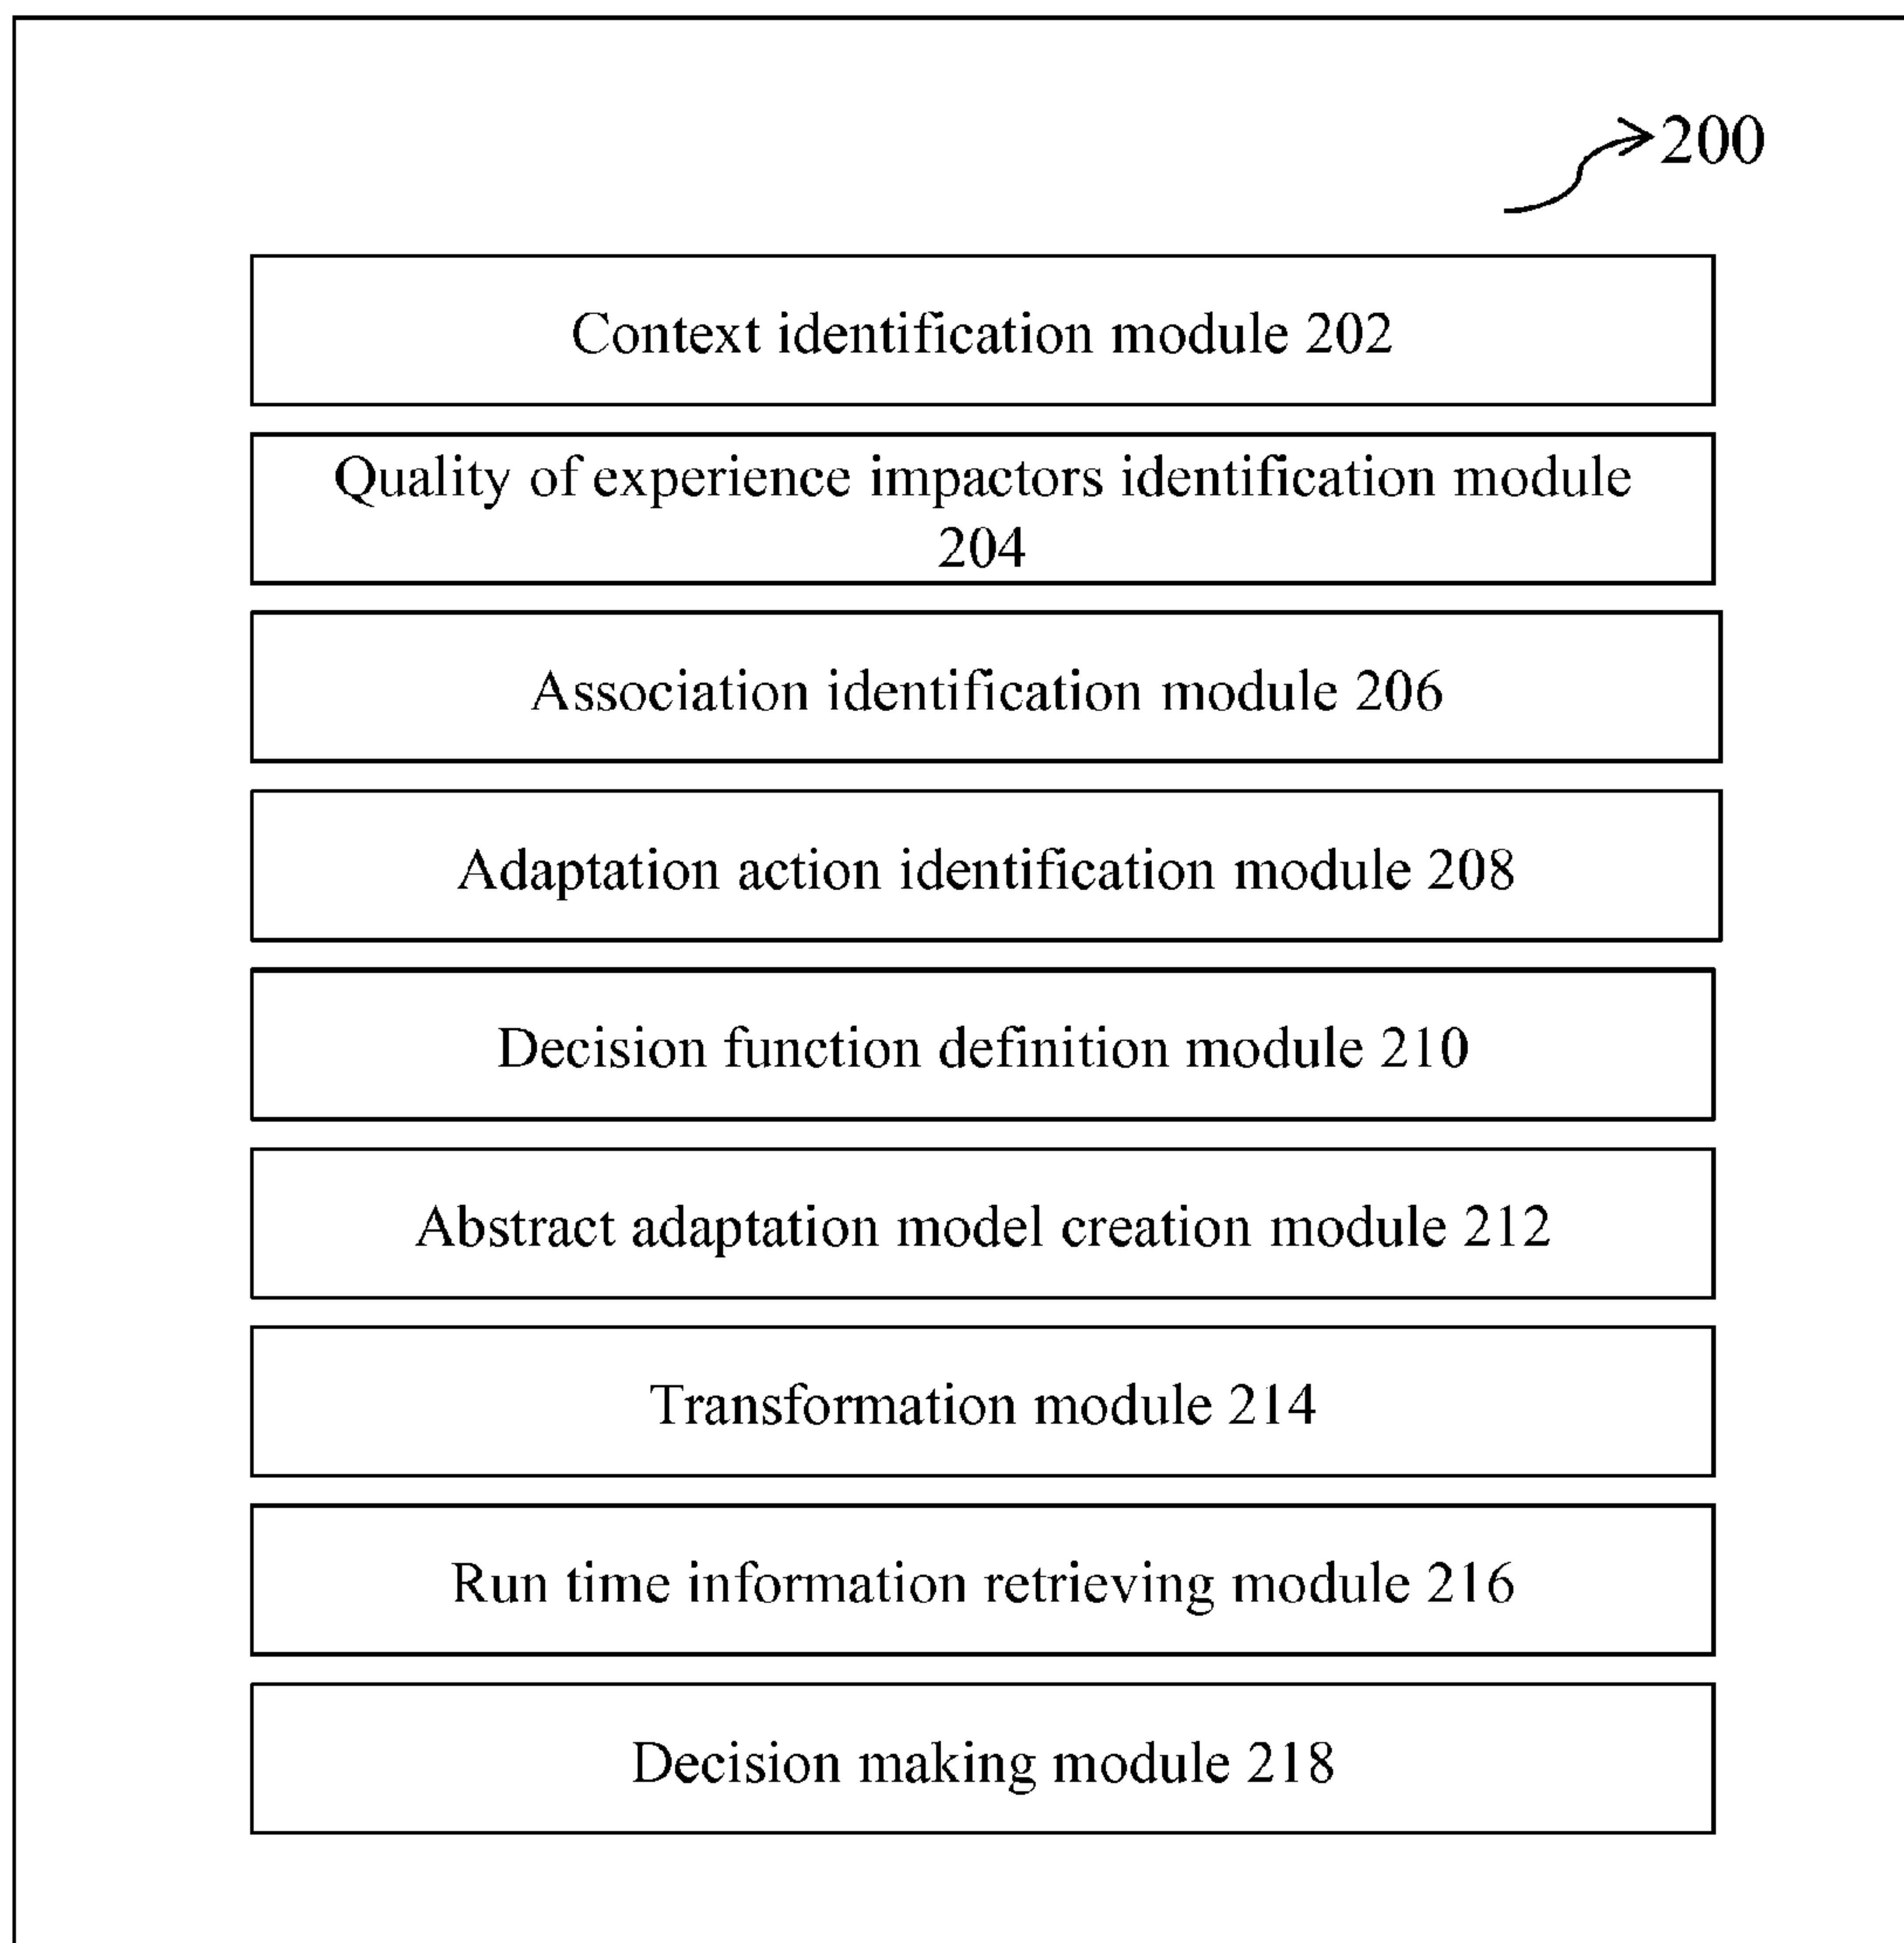 200
Context identification module 202
Quality of experience impactors identification module
204
Association identification module 206
Adaptation action identification module 208
Decision function definition module 210
Abstract adaptation model creation module 212
Transformation module 214
Run time information retrieving module 216
Decision making module 218